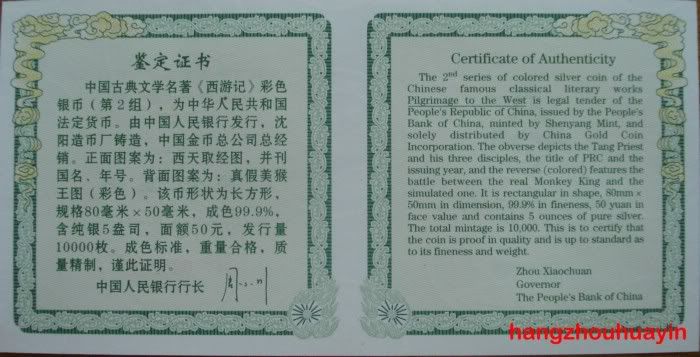 鉴定证书
中国古典文学名著《西游记》彩色
银币（第2组），为中华人民共和国
法定货币。由中国人民银行发行，沈
阳造币厂铸造，中国金币总公司总经
销。正面图案为：西天取经图，并刊
国名、年号。背面图案为：真假美猴
王图（彩色）。该币形状为长方形，
规格80毫米×50毫米，成色99.9%，
含纯银5盎司，面额50元，发行量
10000枚。成色标准，重量合格，质
量精制，谨此证明。
中国人民银行行长
Certificate of Authenticity
The 2nd series of colored silver coin of the
Chinese famous classical literary works
Pilgrimage to the West is legal tender of the
People's Republic of China, issued by the People's
Bank of China, minted by Shenyang Mint, and
solely distributed by China Gold Coin
Incorporation. The obverse depicts the Tang Priest
and his three disciples, the title of PRC and the
issuing year, and the reverse (colored) features the
battle between the real Monkey King and the
simulated one. It is rectangular in shape, 80mm×
50mm in dimension, 99.9% in fineness, 50 yuan in
face value and contains 5 ounces of pure silver.
The total mintage is 10,000. This is to certify that
the coin is proof in quality and is up to standard as
to its fineness and weight.
Zhou Xiaochuan
Governor
The People's Bank of China
hangzhouhuayin